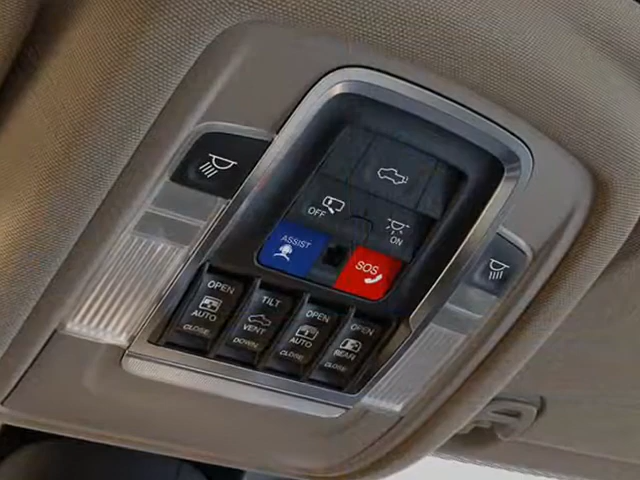 OFF
ON
ASSIST
SOS
OPEN
AUTO
CLOSE
TILT
VENT
DOWN
OPEN
AUTO
CLOSE
OPEN
REAR
CLOSE